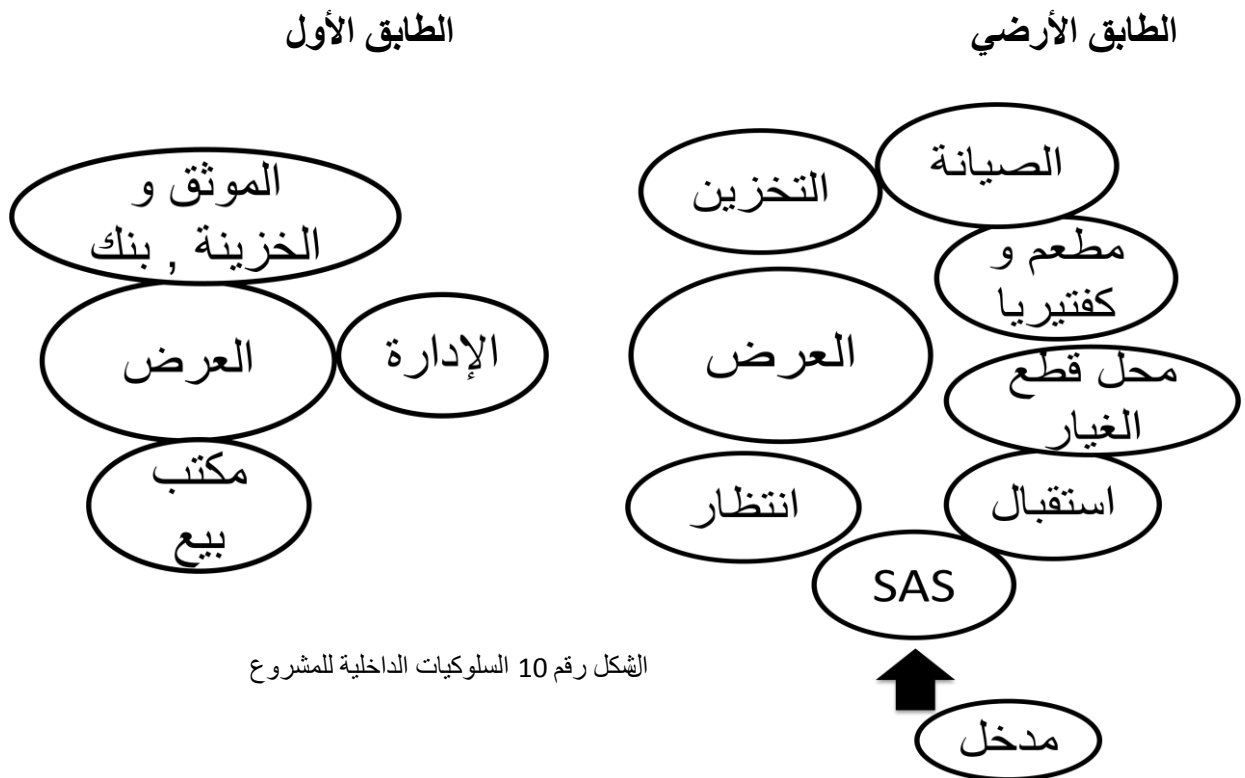 الطابق الأرضي
الطابق الأول
الصيانة
التخزين
مطعم و
كفتيريا
العرض
محل قطع
الغيار
استقبال
انتظار
SAS
مدخل
الموثق و
الخزينة , بنك
العرض
الإدارة
مكتب
بيع
الشكل رقم 10 السلوكيات الداخلية للمشروع